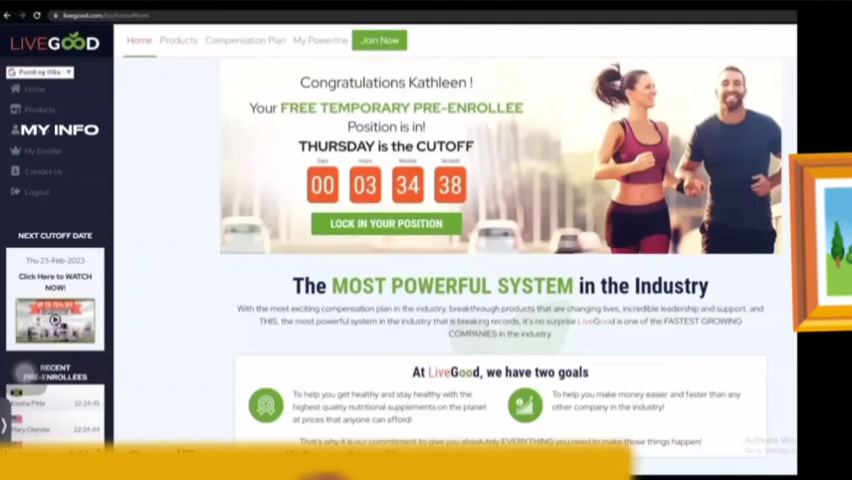 livegood.com
LIVEGOOD
Home
Products
Compensation Plan
My Powerline
Join Now
Home
Products
MY INFO
My Enroller
Contact Us
Logout
NEXT CUTOFF DATE
Thu 23-Feb-2023
Click Here to WATCH
NOW!
RECENT
PRE-ENROLLEES
22:24:45
Mary Olander
22:24:44
Congratulations Kathleen !
Your FREE TEMPORARY PRE-ENROLLEE
Position is in!
THURSDAY is the CUTOFF
Days Hours Minutes Seconds
00 03 34 38
LOCK IN YOUR POSITION
The MOST POWERFUL SYSTEM in the Industry
With the most exciting compensation plan in the industry, breakthrough products that are changing lives, incredible leadership and support, and
THIS, the most powerful system in the industry that is breaking records, it's no surprise LiveGood is one of the FASTEST GROWING
COMPANIES in the industry.
At LiveGood, we have two goals
To help you get healthy and stay healthy with the
highest quality nutritional supplements on the planet
at prices that anyone can afford!
To help you make money easier and faster than any
other company in the industry!
That's why it is our commitment to give you absolutely EVERYTHING you need to make those things happen!